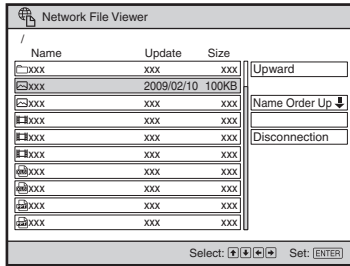 Network File Viewer
/
Name Update Size
xxx xxx xxx Upward
xxx 2009/02/10 100KB
xxx xxx xxx Name Order Up
xxx xxx xxx
xxx xxx xxx Disconnection
xxx xxx xxx
xxx xxx xxx
xxx xxx xxx
xxx xxx xxx
xxx xxx xxx
Select: Set: ENTER